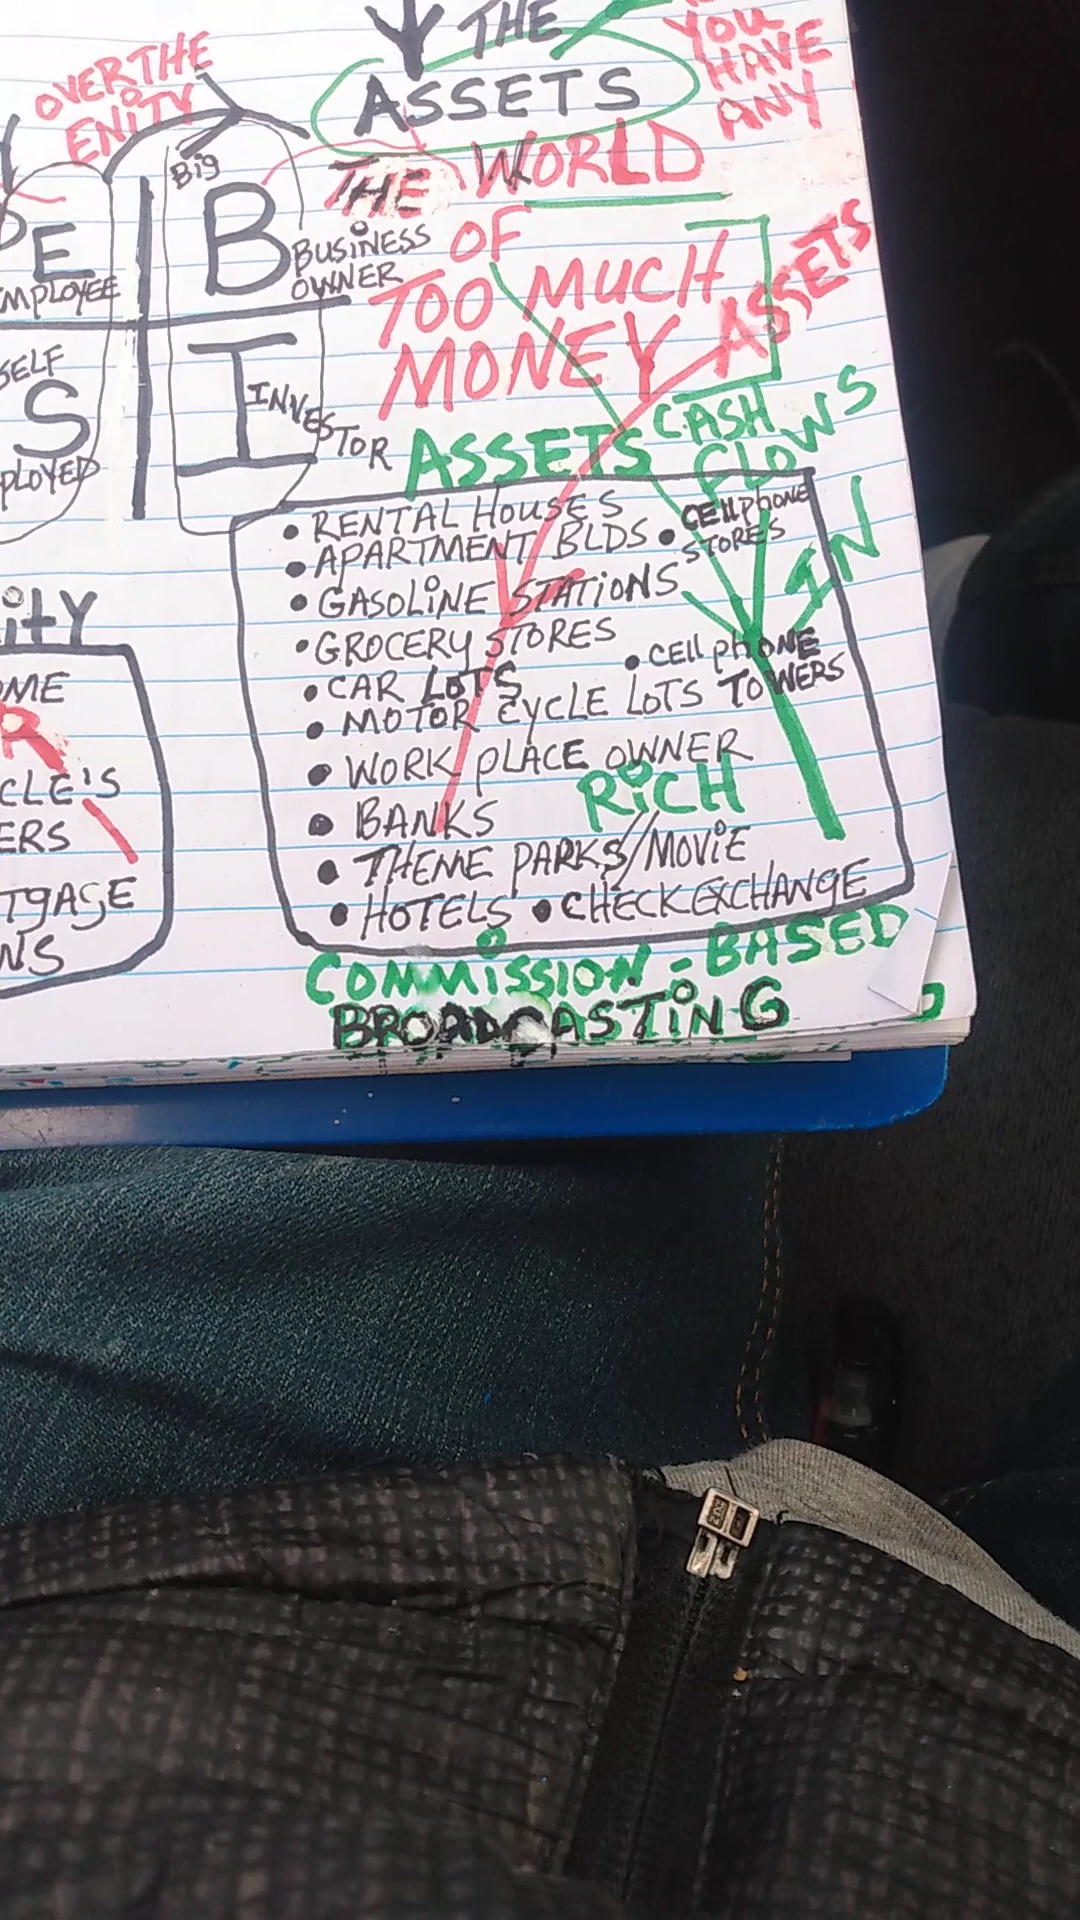 THE
YOU
HAVE
ANY
OVER THE
ENiTY
ASSETS
THE WORLD
OF
TOO MUCH
MONEY
ASSETS
Big
B BUSiNESS
OWNER
E
EMPLOYEE
SELF
S
PLOYED
I INVESTOR
ASSETS
CASH
FLOWS
IN
• RENTAL HOUSES
• APARTMENT BLDS • CEllphone
STORES
• GASOLiNE STATiONS
• GROCERY STORES
• CEll phONE
TOWERS
• CAR LOTS
• MOTOR CYCLE LOTS
• WORK PLACE OWNER
RiCH
• BANKS
• THEME PARKS//MOViE
• HOTELS • CHECK EXCHANGE
COMMiSSiON-BASED
BROADCASTiNG
iTY
OME
R
CLE'S
ERS
TgAgE
NS